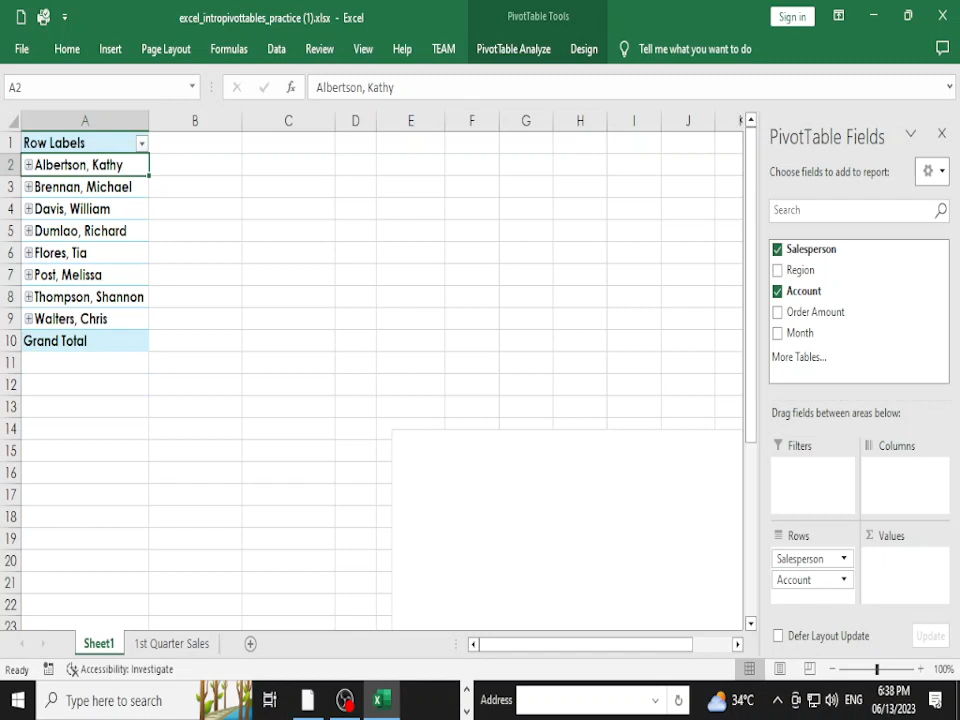 excel_intropivottables_practice (1).xlsx - Excel
PivotTable Tools
Sign in
File Home Insert Page Layout Formulas Data Review View Help TEAM PivotTable Analyze Design Tell me what you want to do
A2 fx Albertson, Kathy
A B C D E F G H I J K
1 Row Labels
2 Albertson, Kathy
3 Brennan, Michael
4 Davis, William
5 Dumlao, Richard
6 Flores, Tia
7 Post, Melissa
8 Thompson, Shannon
9 Walters, Chris
10 Grand Total
11
12
13
14
15
16
17
18
19
20
21
22
23
PivotTable Fields
Choose fields to add to report:
Search
Salesperson
Region
Account
Order Amount
Month
More Tables...
Drag fields between areas below:
Filters Columns
Rows Σ Values
Salesperson
Account
Defer Layout Update Update
Sheet1 1st Quarter Sales
Ready Accessibility: Investigate 100%
Type here to search Address 34°C ENG 6:38 PM
06/13/2023